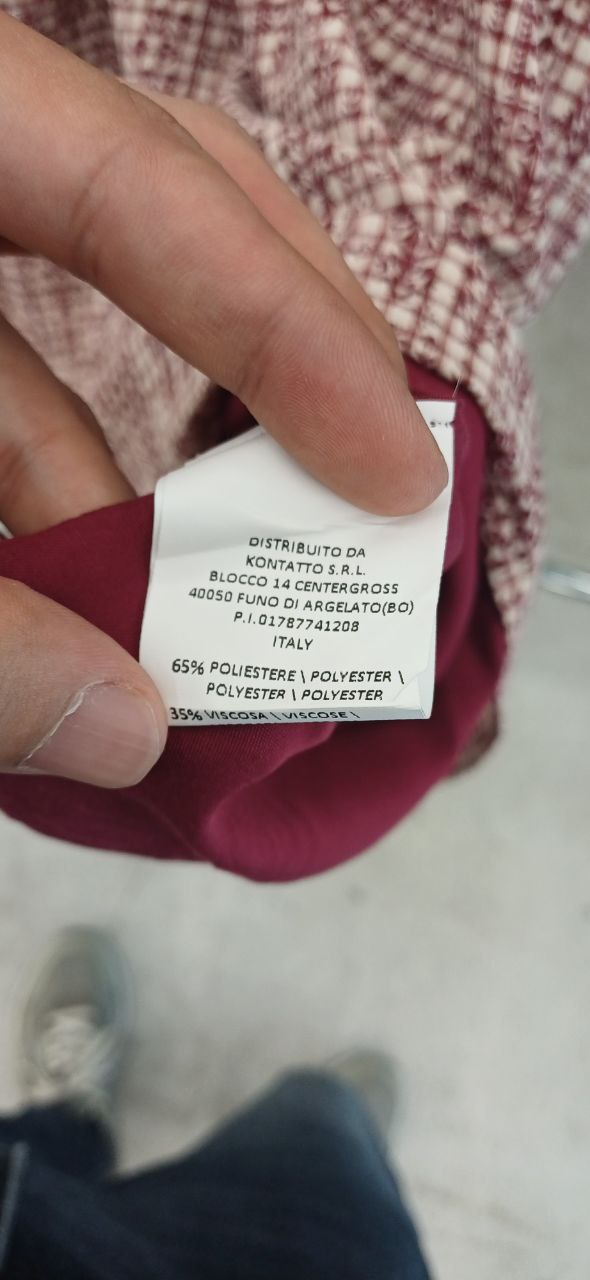 DISTRIBUITO DA
KONTATTO S.R.L.
BLOCCO 14 CENTERGROSS
40050 FUNO DI ARGELATO(BO)
P.I.01787741208
ITALY
65% POLIESTERE \ POLYESTER \
POLYESTER \ POLYESTER
35% VISCOSA \ VISCOSE \